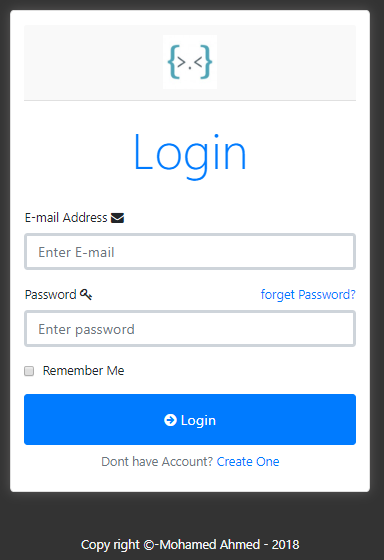 {>.<}
Login
E-mail Address
Enter E-mail
Password forget Password?
Enter password
Remember Me
Login
Dont have Account? Create One
Copy right ©-Mohamed Ahmed - 2018